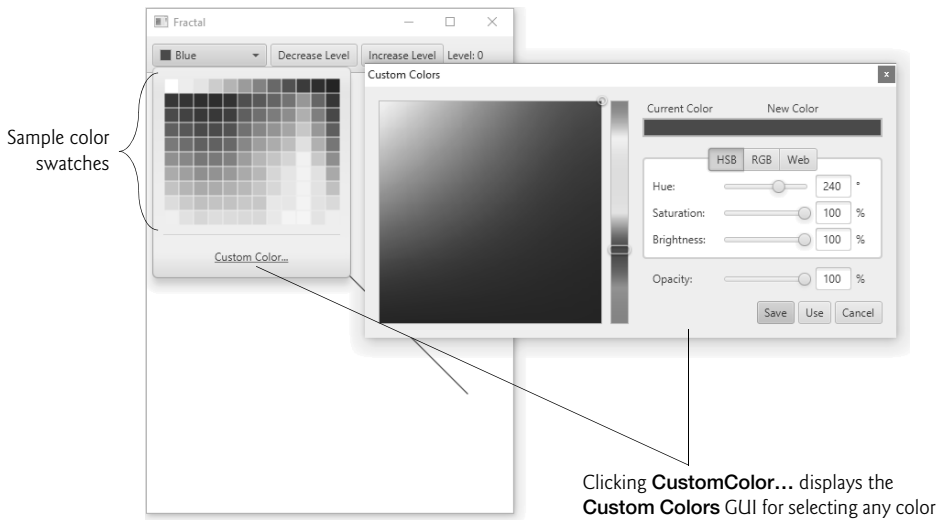 Fractal
Blue
Decrease Level
Increase Level
Level: 0
Custom Colors
x
Sample color
swatches
Custom Color...
Current Color
New Color
HSB
RGB
Web
Hue:
240
°
Saturation:
100
%
Brightness:
100
%
Opacity:
100
%
Save
Use
Cancel
Clicking CustomColor... displays the
Custom Colors GUI for selecting any color